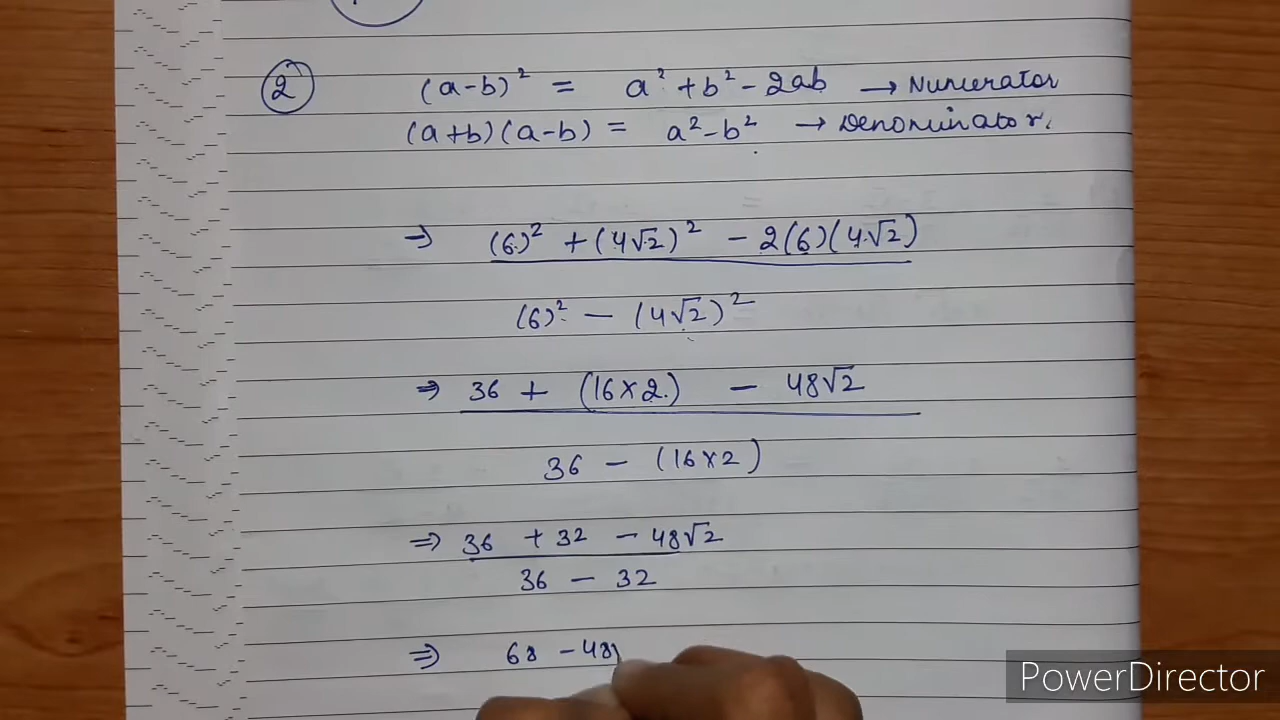 2 (a-b)² = a² + b² - 2ab → Numerator
(a+b)(a-b) = a² - b² → Denominator.
→ (6)² + (4√2)² - 2(6)(4√2)
(6)² - (4√2)²
⇒ 36 + (16×2) - 48√2
36 - (16×2)
⇒ 36 + 32 - 48√2
36 - 32
⇒ 68 - 48
PowerDirector